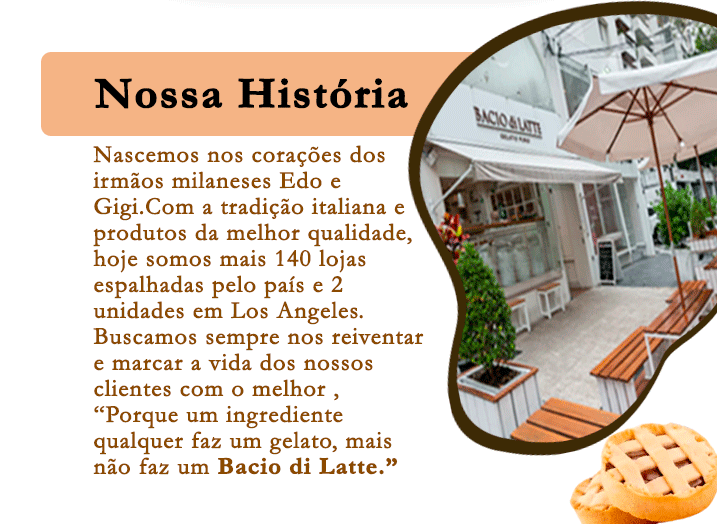 Nossa História
Nascemos nos corações dos
irmãos milaneses Edo e
Gigi.Com a tradição italiana e
produtos da melhor qualidade,
hoje somos mais 140 lojas
espalhadas pelo país e 2
unidades em Los Angeles.
Buscamos sempre nos reiventar
e marcar a vida dos nossos
clientes com o melhor ,
“Porque um ingrediente
qualquer faz um gelato, mais
não faz um Bacio di Latte.”
BACIO di LATTE